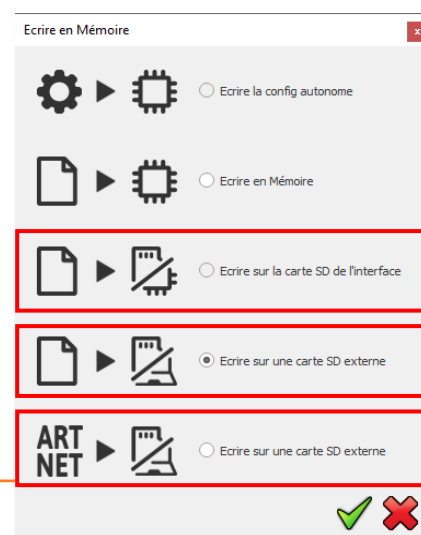 Ecrire en Mémoire
x
Ecrire la config autonome
Ecrire en Mémoire
Ecrire sur la carte SD de l'interface
Ecrire sur une carte SD externe
ART
NET
Ecrire sur une carte SD externe